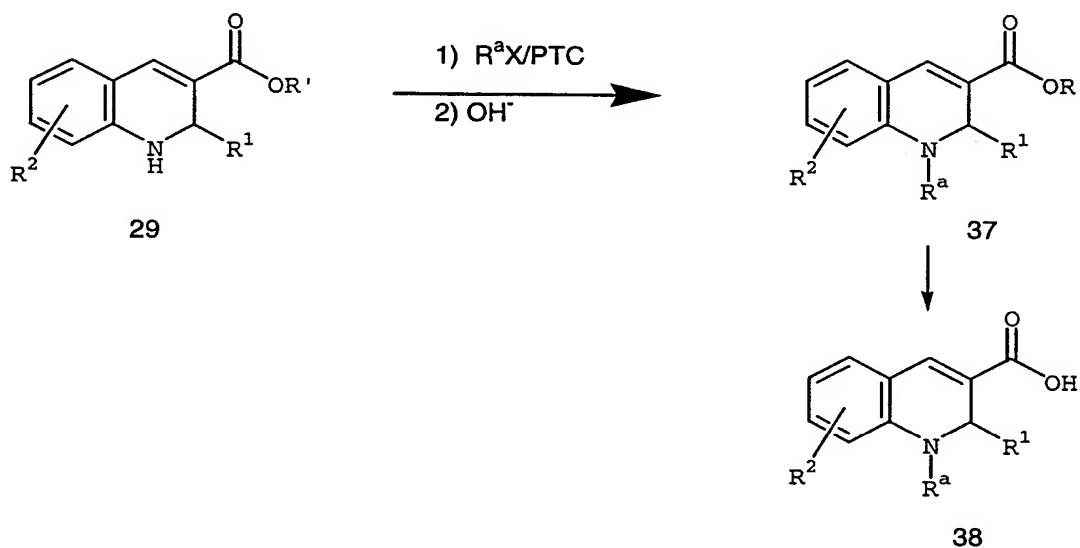 O
OR'
N
H
R¹
R²
29
1) RᵃX/PTC
2) OH⁻
O
OR
N
R¹
Rᵃ
R²
37
O
OH
N
R¹
Rᵃ
R²
38